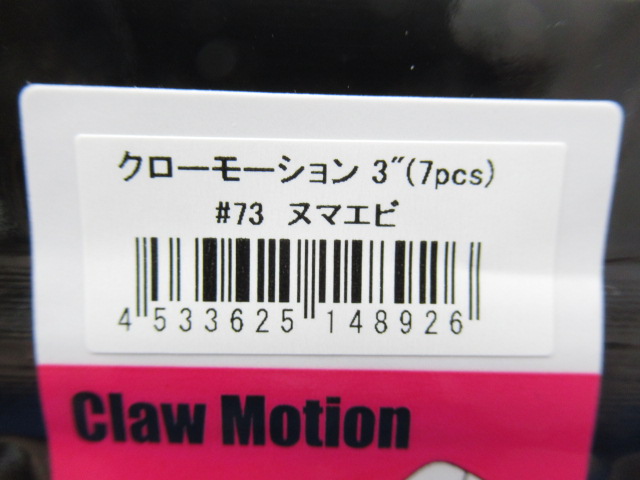 クローモーション 3″(7pcs)
#73 ヌマエビ
4 533625 148926
Claw Motion